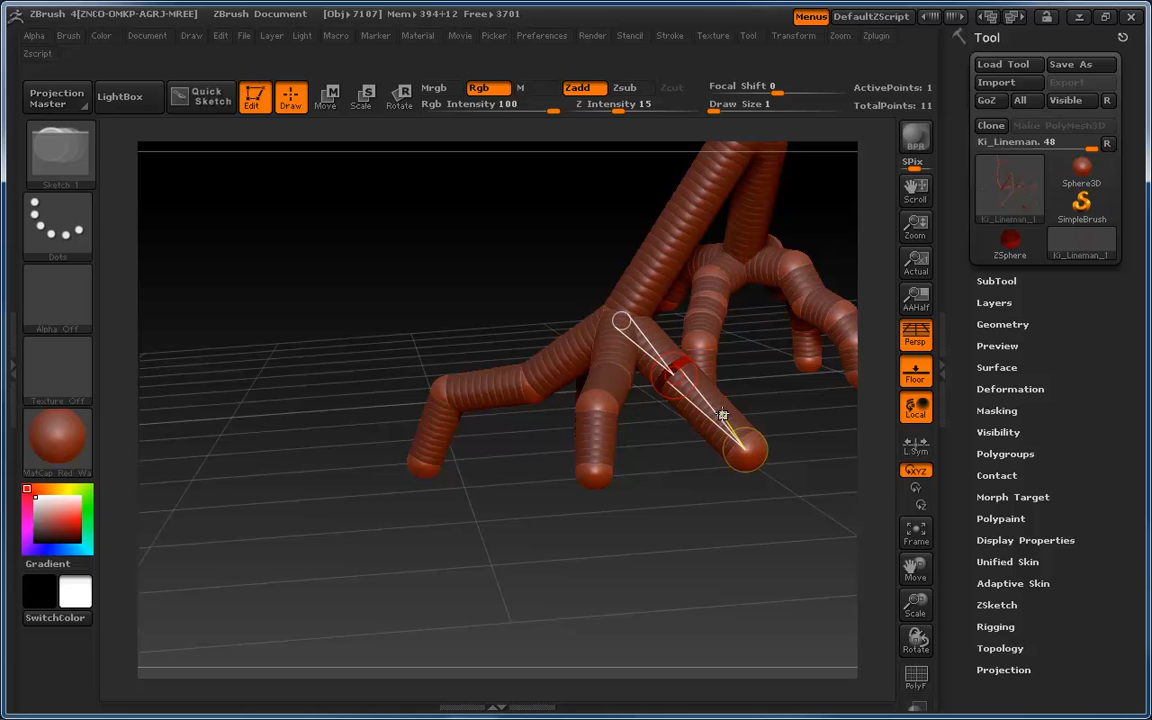 ZBrush 4[ZNCO-OMKP-AGRJ-MREE] ZBrush Document [Obj▸7107] Mem▸394+12 Free▸3701 Menus DefaultZScript
Alpha Brush Color Document Draw Edit File Layer Light Macro Marker Material Movie Picker Preferences Render Stencil Stroke Texture Tool Transform Zoom Zplugin
Zscript
Projection Master
LightBox
Quick Sketch
Edit Draw Move Scale Rotate
Mrgb Rgb M
Rgb Intensity 100
Zadd Zsub Zcut
Z Intensity 15
Focal Shift 0
Draw Size 1
ActivePoints: 1
TotalPoints: 11
Sketch 1
Dots
Alpha Off
Texture Off
MatCap Red Wa
Gradient
SwitchColor
BPR
SPix
Scroll
Zoom
Actual
AAHalf
Persp
Floor
Local
L.Sym
XYZ
Y
Z
Frame
Move
Scale
Rotate
PolyF
Tool
Load Tool Save As
Import Export
GoZ All Visible R
Clone Make PolyMesh3D
Ki_Lineman. 48 R
Ki_Lineman_1 Sphere3D
SimpleBrush
ZSphere Ki_Lineman_1
SubTool
Layers
Geometry
Preview
Surface
Deformation
Masking
Visibility
Polygroups
Contact
Morph Target
Polypaint
Display Properties
Unified Skin
Adaptive Skin
ZSketch
Rigging
Topology
Projection